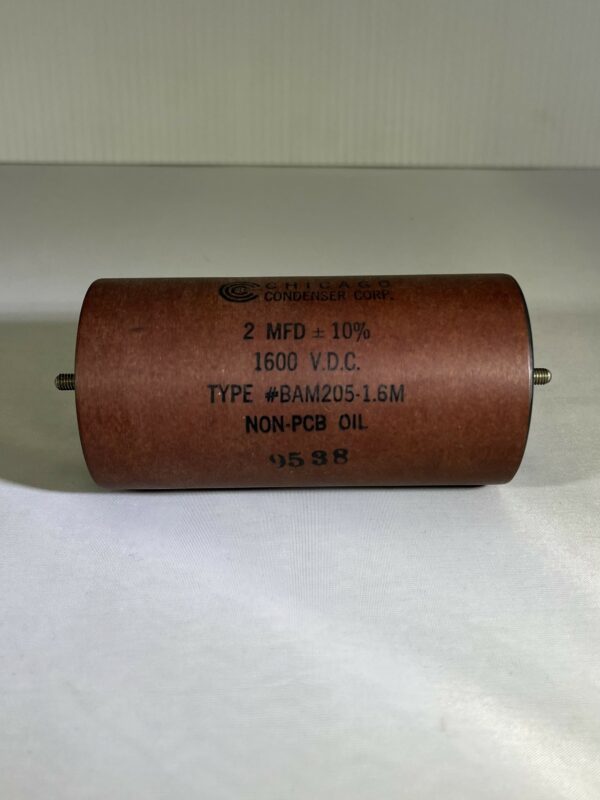 CHICAGO
CONDENSER CORP.
2 MFD ± 10%
1600 V.D.C.
TYPE #BAM205-1.6M
NON-PCB OIL
9538